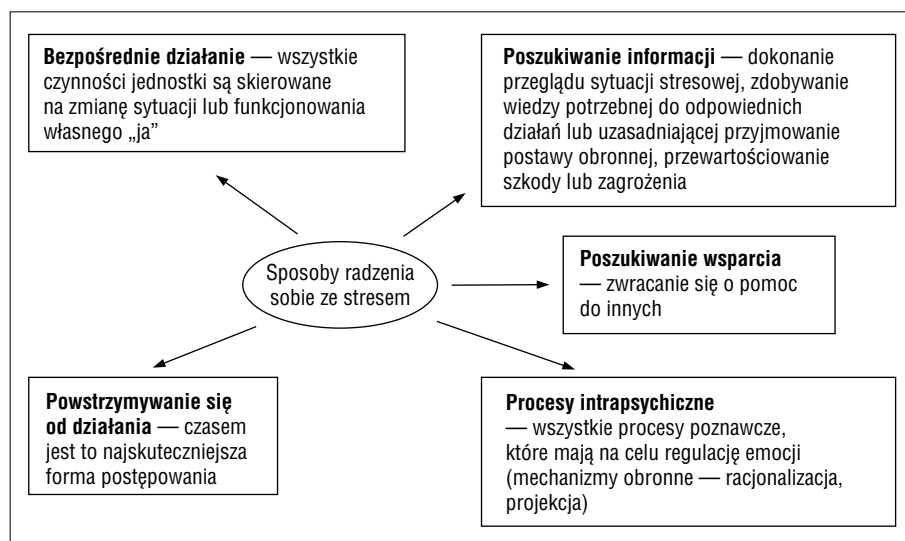 Bezpośrednie działanie — wszystkie
czynności jednostki są skierowane
na zmianę sytuacji lub funkcjonowania
własnego „ja”
Poszukiwanie informacji — dokonanie
przeglądu sytuacji stresowej, zdobywanie
wiedzy potrzebnej do odpowiednich
działań lub uzasadniającej przyjmowanie
postawy obronnej, przewartościowanie
szkody lub zagrożenia
Sposoby radzenia
sobie ze stresem
Poszukiwanie wsparcia
— zwracanie się o pomoc
do innych
Powstrzymywanie się
od działania — czasem
jest to najskuteczniejsza
forma postępowania
Procesy intrapsychiczne
— wszystkie procesy poznawcze,
które mają na celu regulację emocji
(mechanizmy obronne — racjonalizacja,
projekcja)